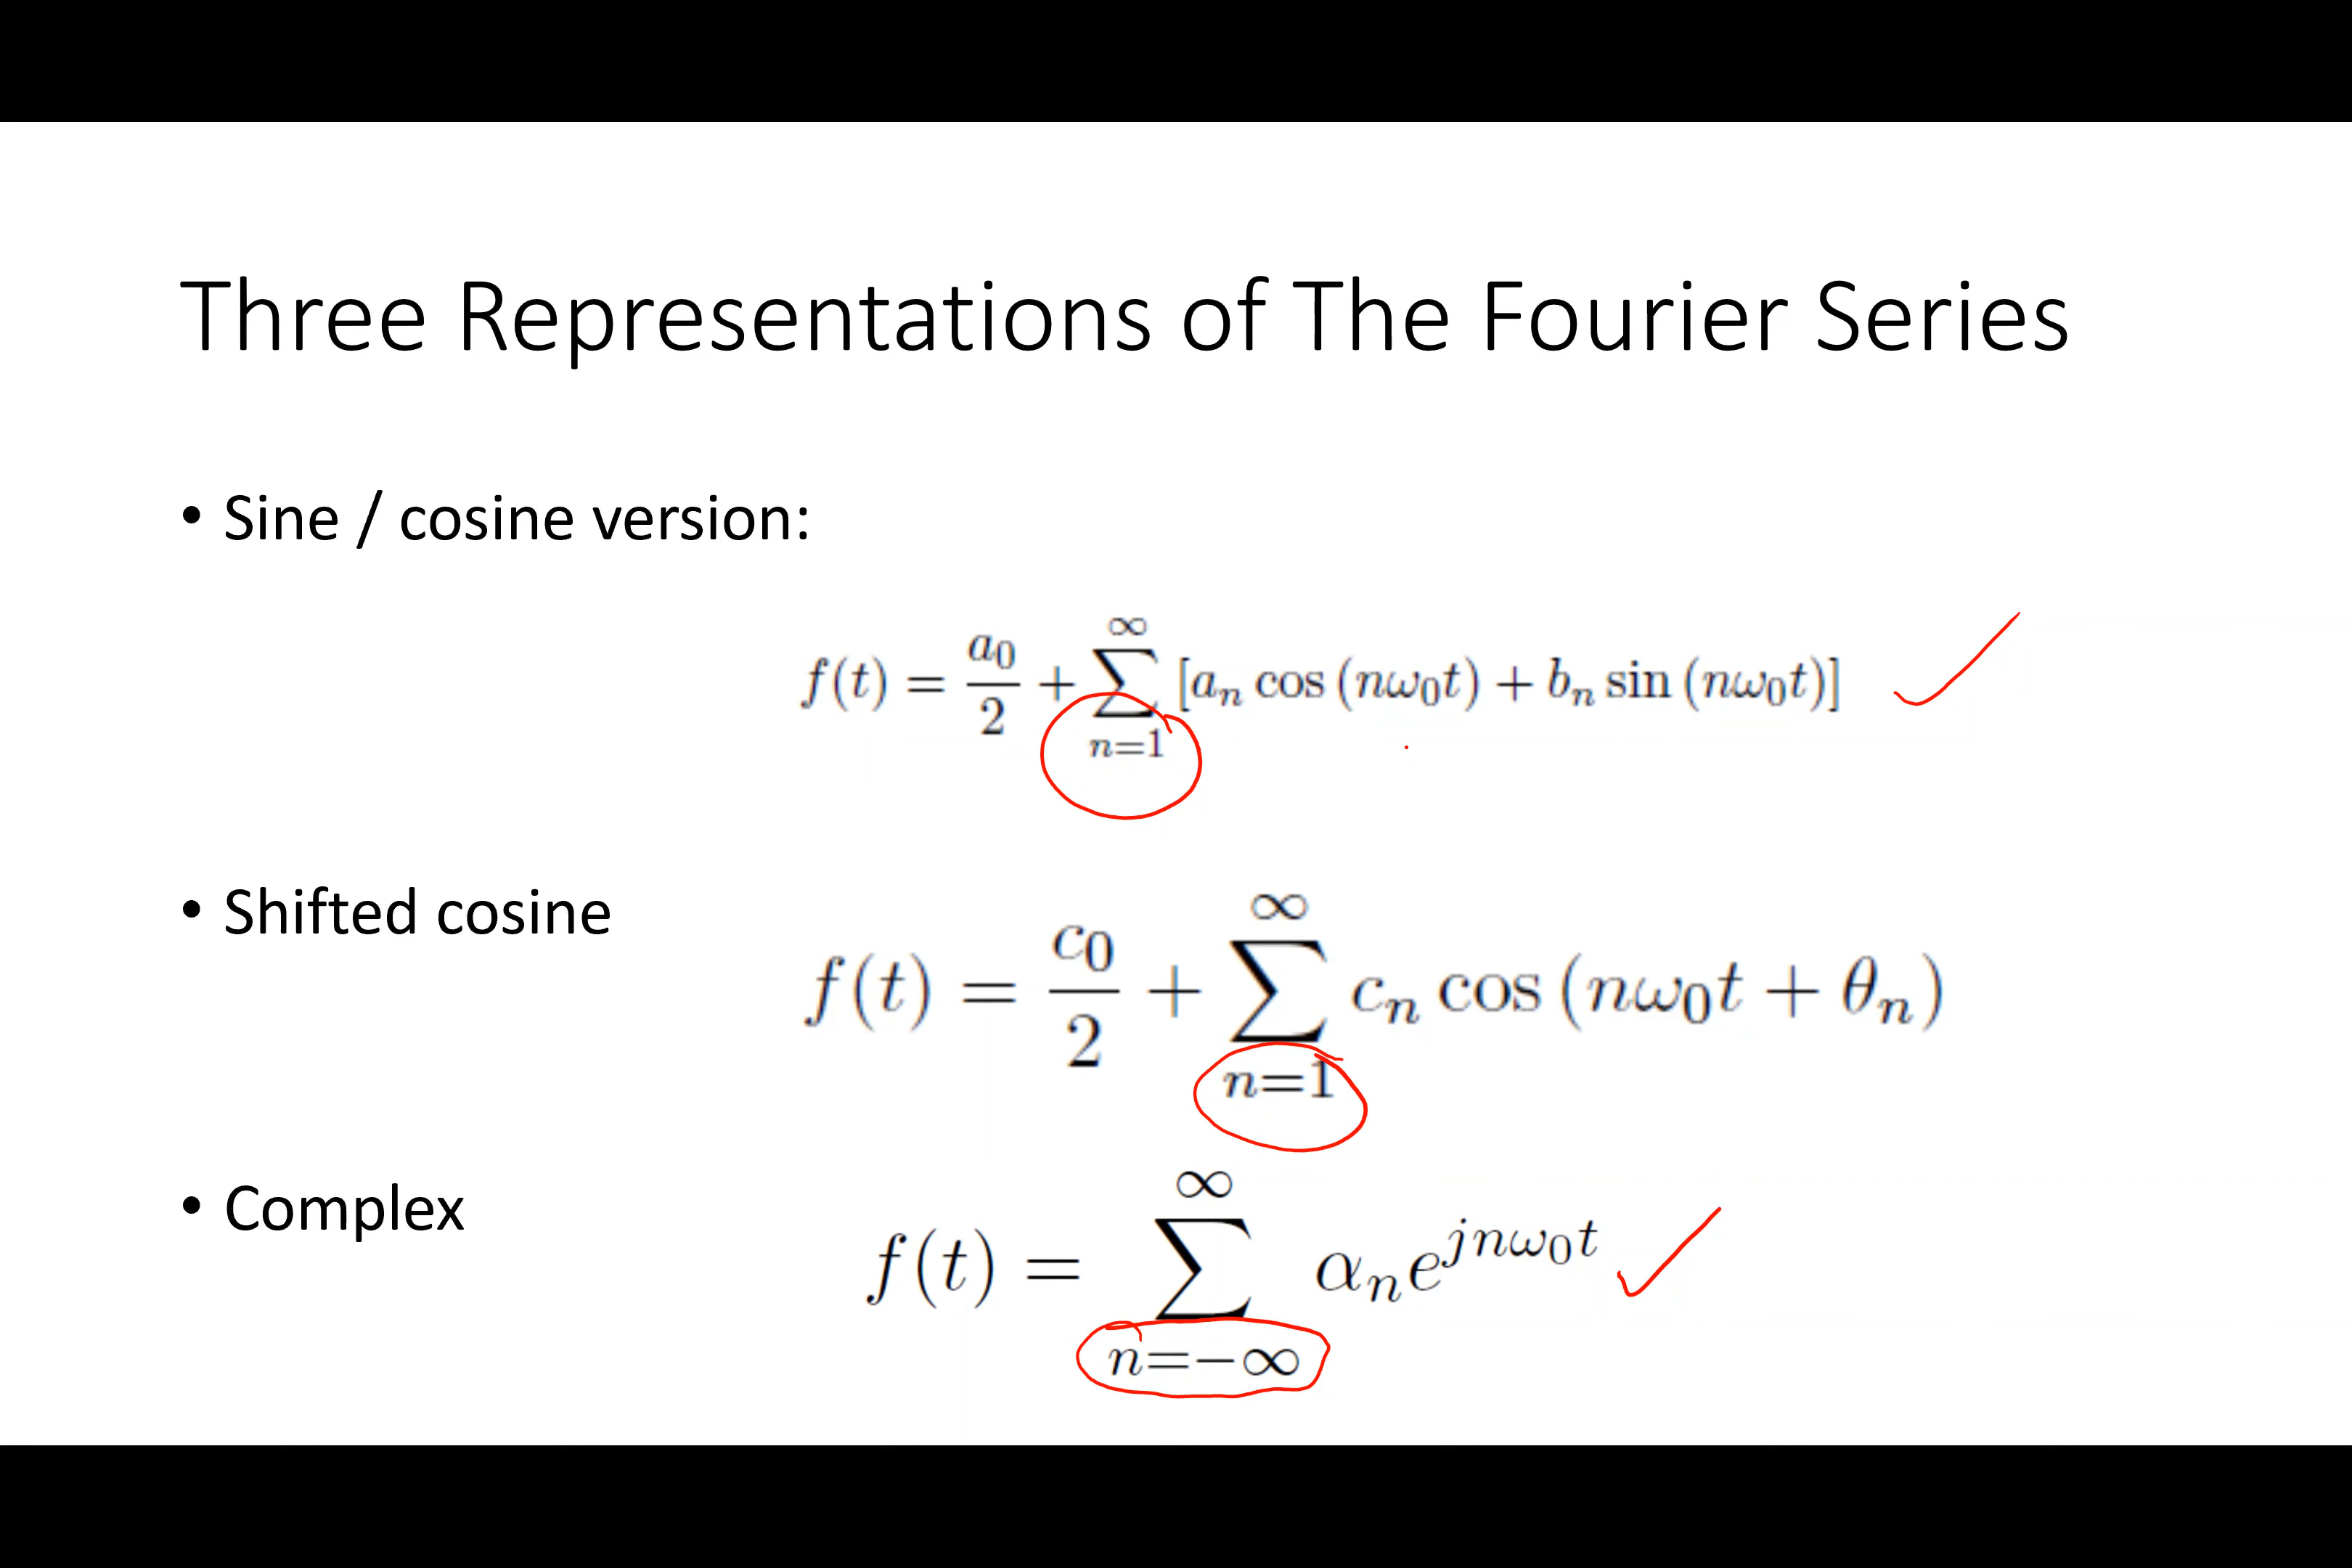 Three Representations of The Fourier Series
• Sine / cosine version:
f(t) = a₀/2 + ∑_{n=1}^{∞} [aₙ cos (nω₀t) + bₙ sin (nω₀t)]
• Shifted cosine
f(t) = c₀/2 + ∑_{n=1}^{∞} cₙ cos (nω₀t + θₙ)
• Complex
f(t) = ∑_{n=−∞}^{∞} αₙe^{jnω₀t}